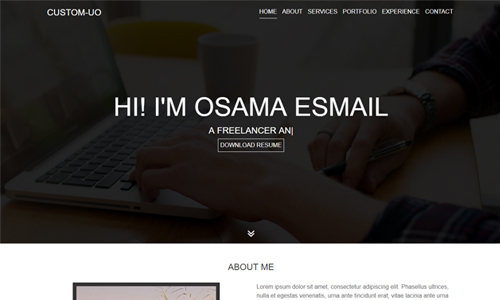 CUSTOM-UO
HOME ABOUT SERVICES PORTFOLIO EXPERIENCE CONTACT
HI! I'M OSAMA ESMAIL
A FREELANCER AN|
DOWNLOAD RESUME
ABOUT ME
Lorem ipsum dolor sit amet, consectetur adipiscing elit. Phasellus ultrices,
nulla et egestas venenatis, urna ante tincidunt erat, vitae lacinia ante urna